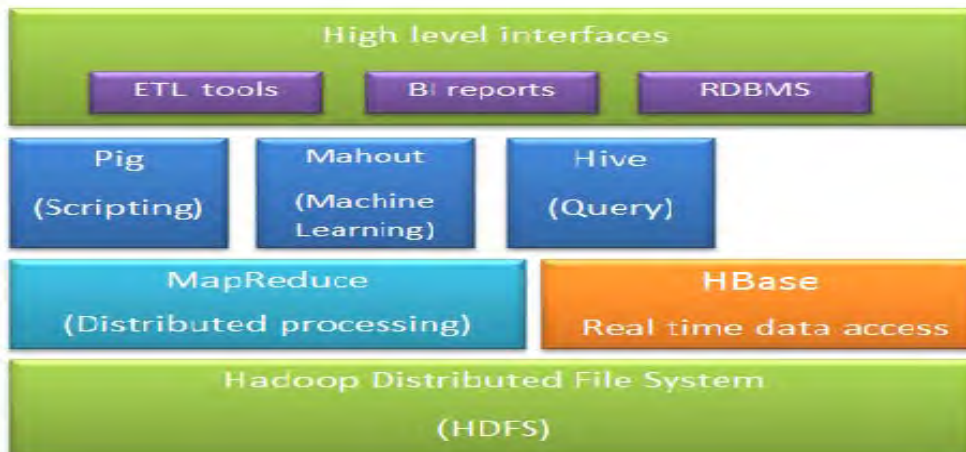 High level interfaces
ETL tools
BI reports
RDBMS
Pig
(Scripting)
Mahout
(Machine
Learning)
Hive
(Query)
MapReduce
(Distributed processing)
HBase
Real time data access
Hadoop Distributed File System
(HDFS)